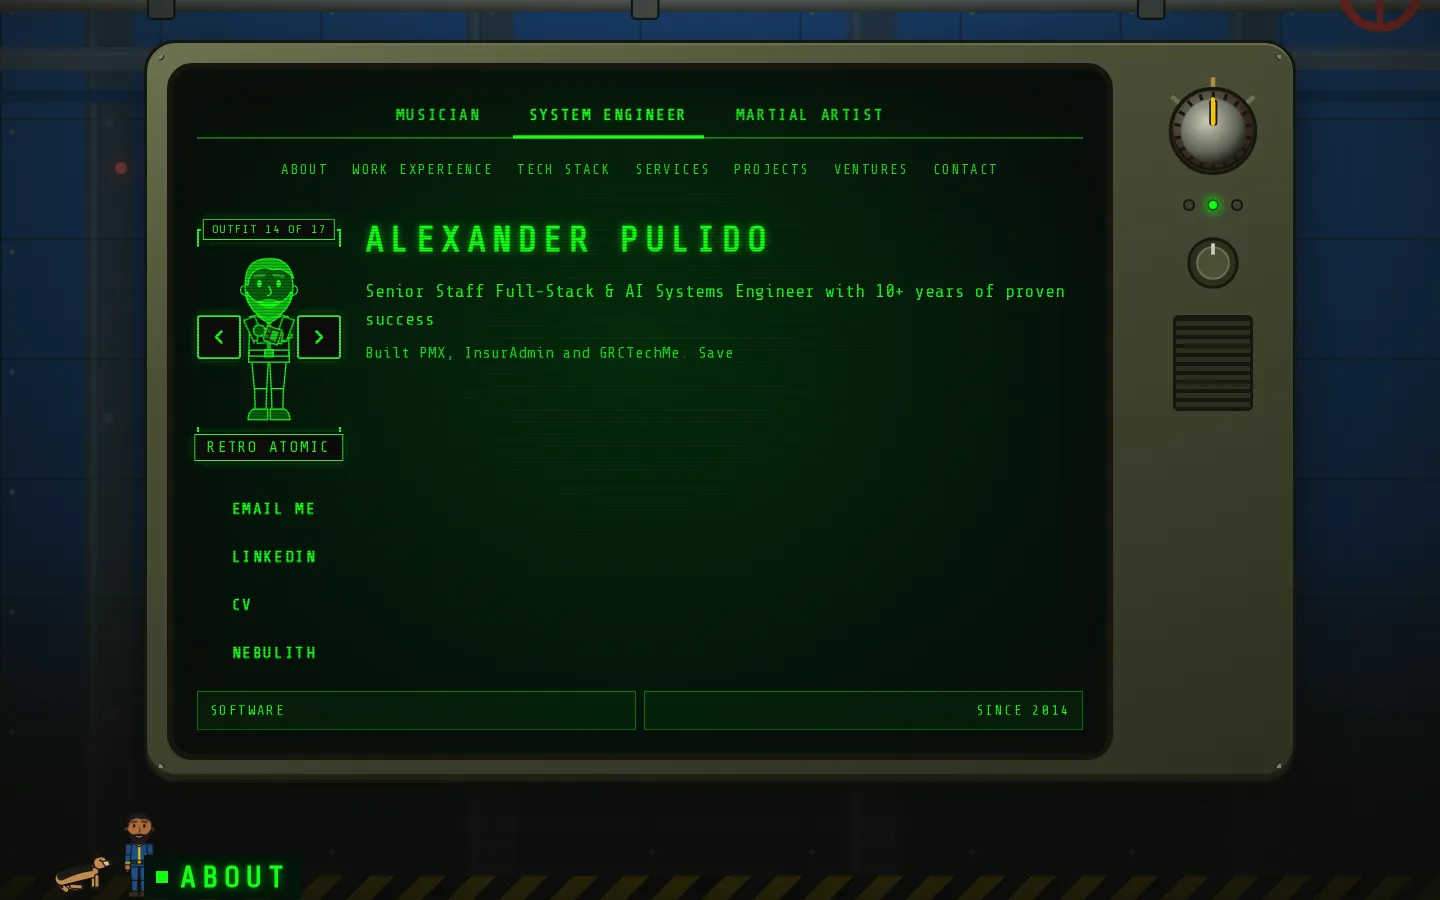 MUSICIAN
SYSTEM ENGINEER
MARTIAL ARTIST
ABOUT
WORK EXPERIENCE
TECH STACK
SERVICES
PROJECTS
VENTURES
CONTACT
OUTFIT 14 OF 17
ALEXANDER PULIDO
Senior Staff Full-Stack & AI Systems Engineer with 10+ years of proven
success
Built PMX, InsurAdmin and GRCTechMe. Save
RETRO ATOMIC
EMAIL ME
LINKEDIN
CV
NEBULITH
SOFTWARE
SINCE 2014
ABOUT